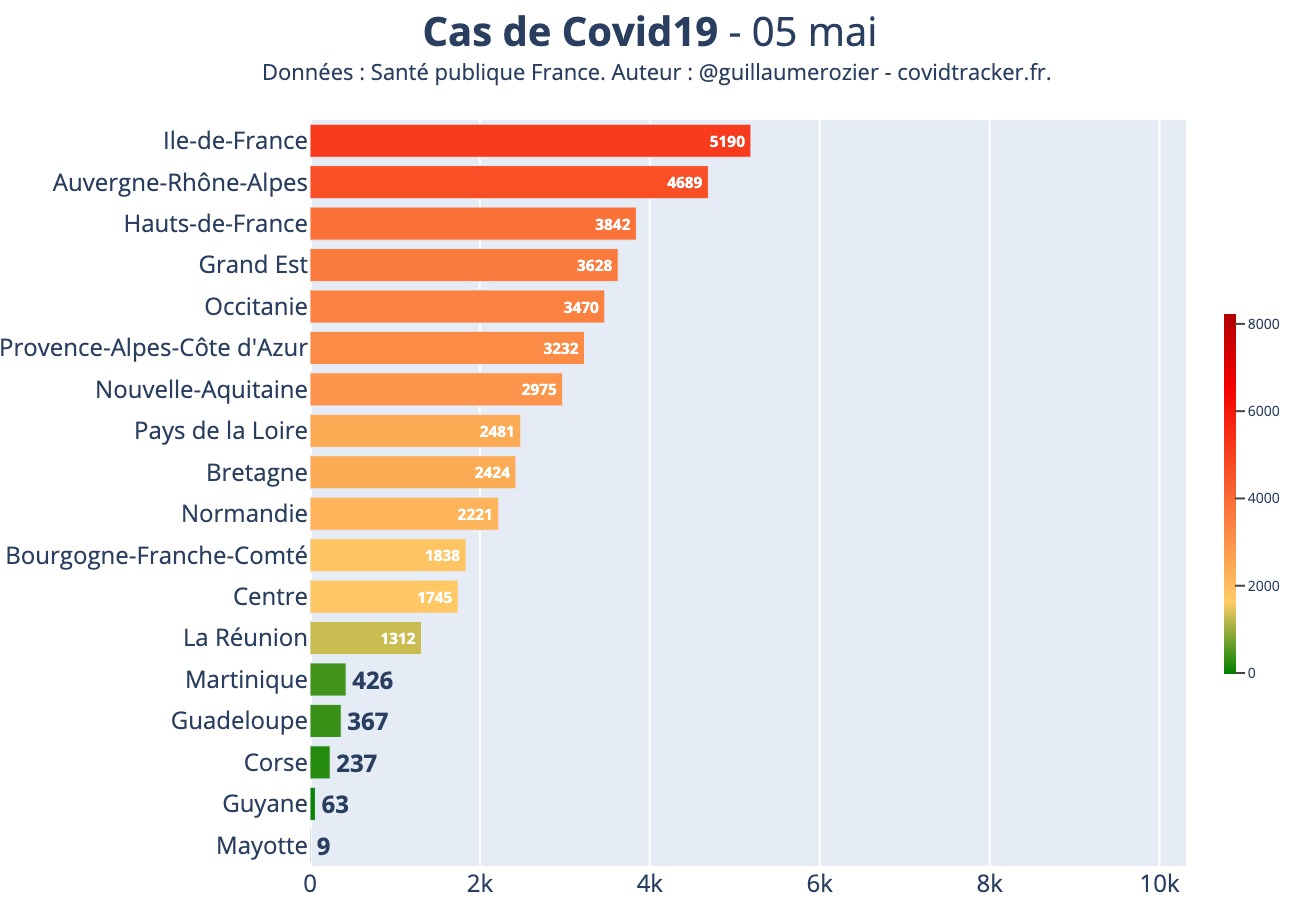 Cas de Covid19 - 05 mai
Données : Santé publique France. Auteur : @guillaumerozier - covidtracker.fr.
Ile-de-France 5190
Auvergne-Rhône-Alpes 4689
Hauts-de-France 3842
Grand Est 3628
Occitanie 3470
Provence-Alpes-Côte d'Azur 3232
Nouvelle-Aquitaine 2975
Pays de la Loire 2481
Bretagne 2424
Normandie 2221
Bourgogne-Franche-Comté 1838
Centre 1745
La Réunion 1312
Martinique 426
Guadeloupe 367
Corse 237
Guyane 63
Mayotte 9
0 2k 4k 6k 8k 10k
8000
6000
4000
2000
0